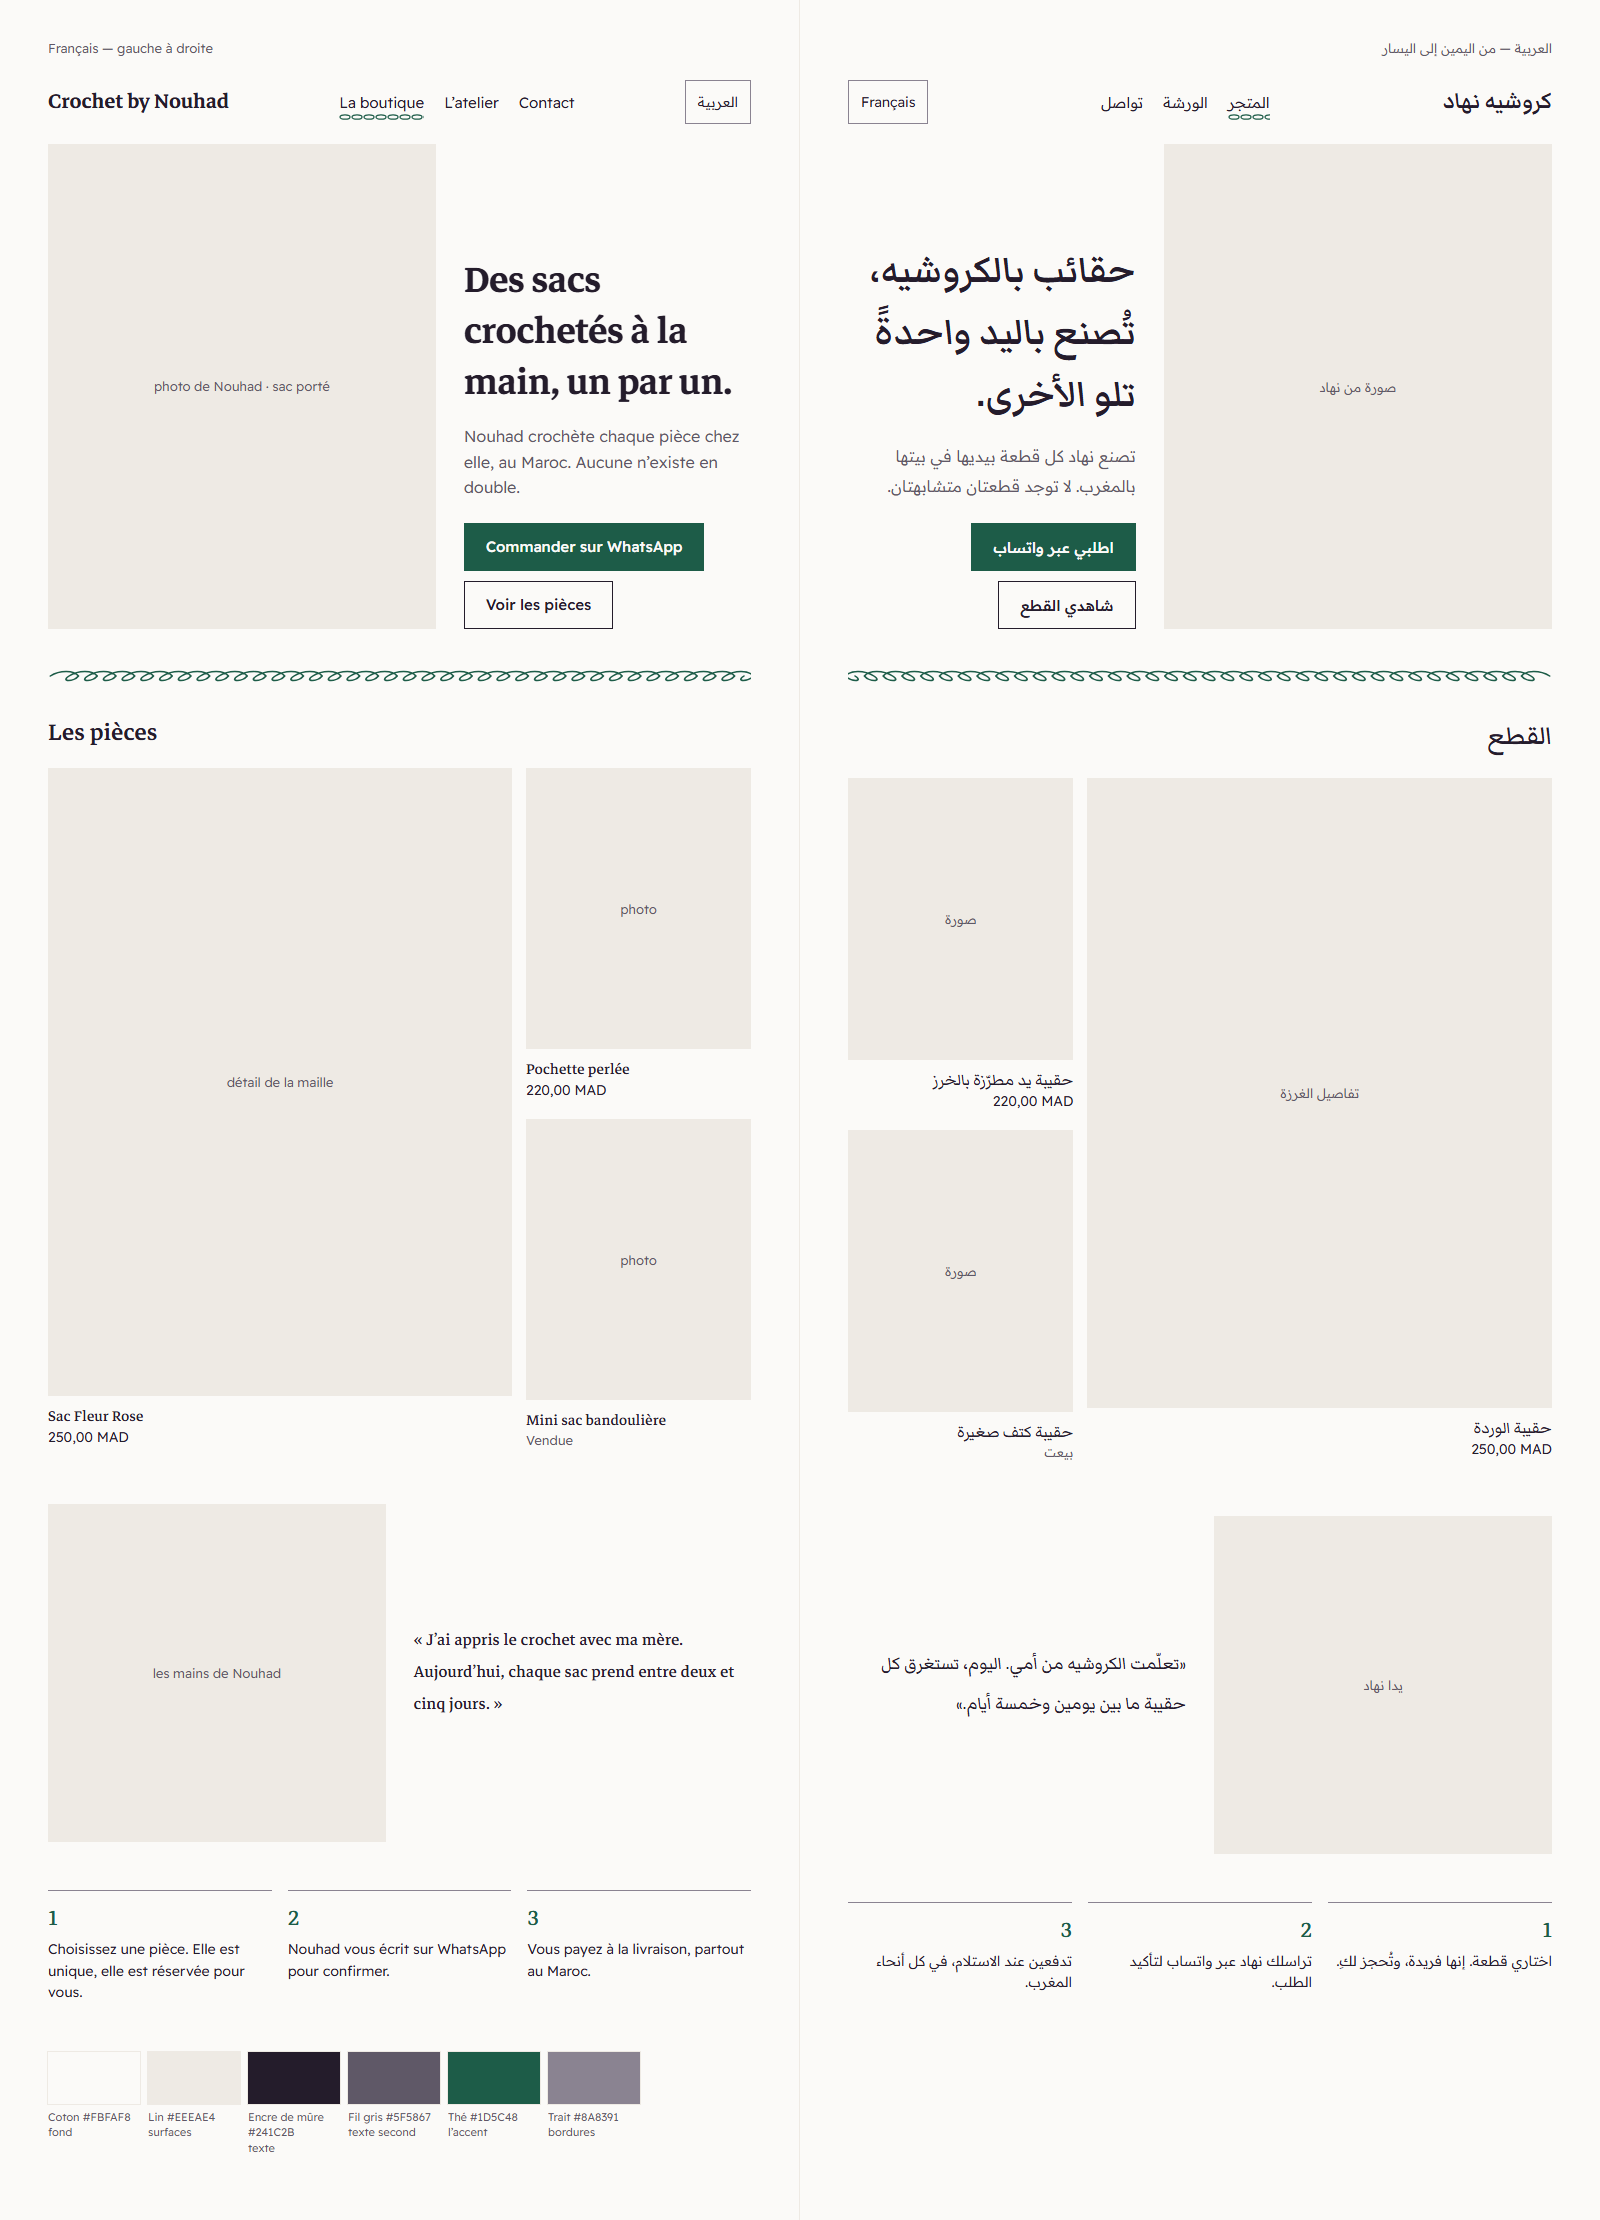 Français — gauche à droite
Crochet by Nouhad
La boutique
L’atelier
Contact
العربية
photo de Nouhad · sac porté
Des sacs
crochetés à la
main, un par un.
Nouhad crochète chaque pièce chez
elle, au Maroc. Aucune n’existe en
double.
Commander sur WhatsApp
Voir les pièces
Les pièces
détail de la maille
Sac Fleur Rose
250,00 MAD
photo
Pochette perlée
220,00 MAD
photo
Mini sac bandoulière
Vendue
les mains de Nouhad
« J’ai appris le crochet avec ma mère.
Aujourd’hui, chaque sac prend entre deux et
cinq jours. »
1
Choisissez une pièce. Elle est
unique, elle est réservée pour
vous.
2
Nouhad vous écrit sur WhatsApp
pour confirmer.
3
Vous payez à la livraison, partout
au Maroc.
Coton #FBFAF8
fond
Lin #EEEAE4
surfaces
Encre de mûre
#241C2B
texte
Fil gris #5F5867
texte second
Thé #1D5C48
l’accent
Trait #8A8391
bordures
العربية — من اليمين إلى اليسار
كروشيه نهاد
المتجر
الورشة
تواصل
Français
صورة من نهاد
حقائب بالكروشيه،
تُصنع باليد واحدةً
تلو الأخرى.
تصنع نهاد كل قطعة بيديها في بيتها
بالمغرب. لا توجد قطعتان متشابهتان.
اطلبي عبر واتساب
شاهدي القطع
القطع
تفاصيل الغرزة
حقيبة الوردة
250,00 MAD
صورة
حقيبة يد مطرّزة بالخرز
220,00 MAD
صورة
حقيبة كتف صغيرة
بيعت
يدا نهاد
«تعلّمت الكروشيه من أمي. اليوم، تستغرق كل
حقيبة ما بين يومين وخمسة أيام.»
1
اختاري قطعة. إنها فريدة، وتُحجز لكِ.
2
تراسلك نهاد عبر واتساب لتأكيد
الطلب.
3
تدفعين عند الاستلام، في كل أنحاء
المغرب.